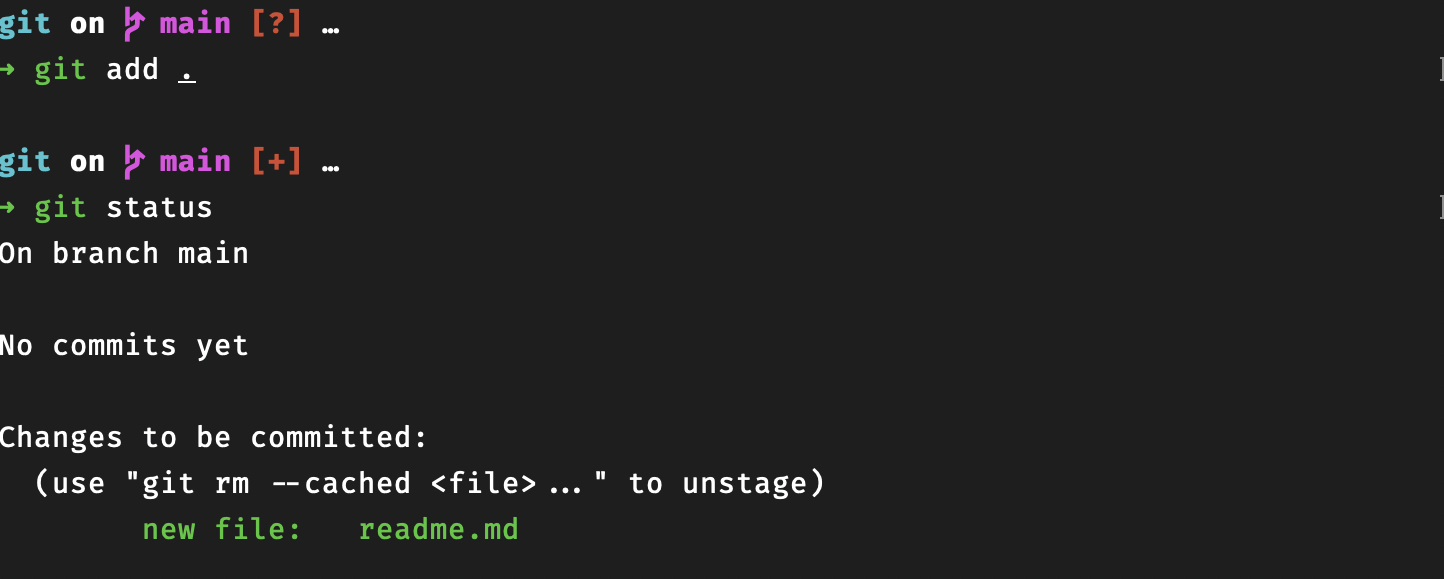 git on main [?] …
→ git add .
git on main [+] …
→ git status
On branch main
No commits yet
Changes to be committed:
(use "git rm --cached <file>..." to unstage)
new file: readme.md